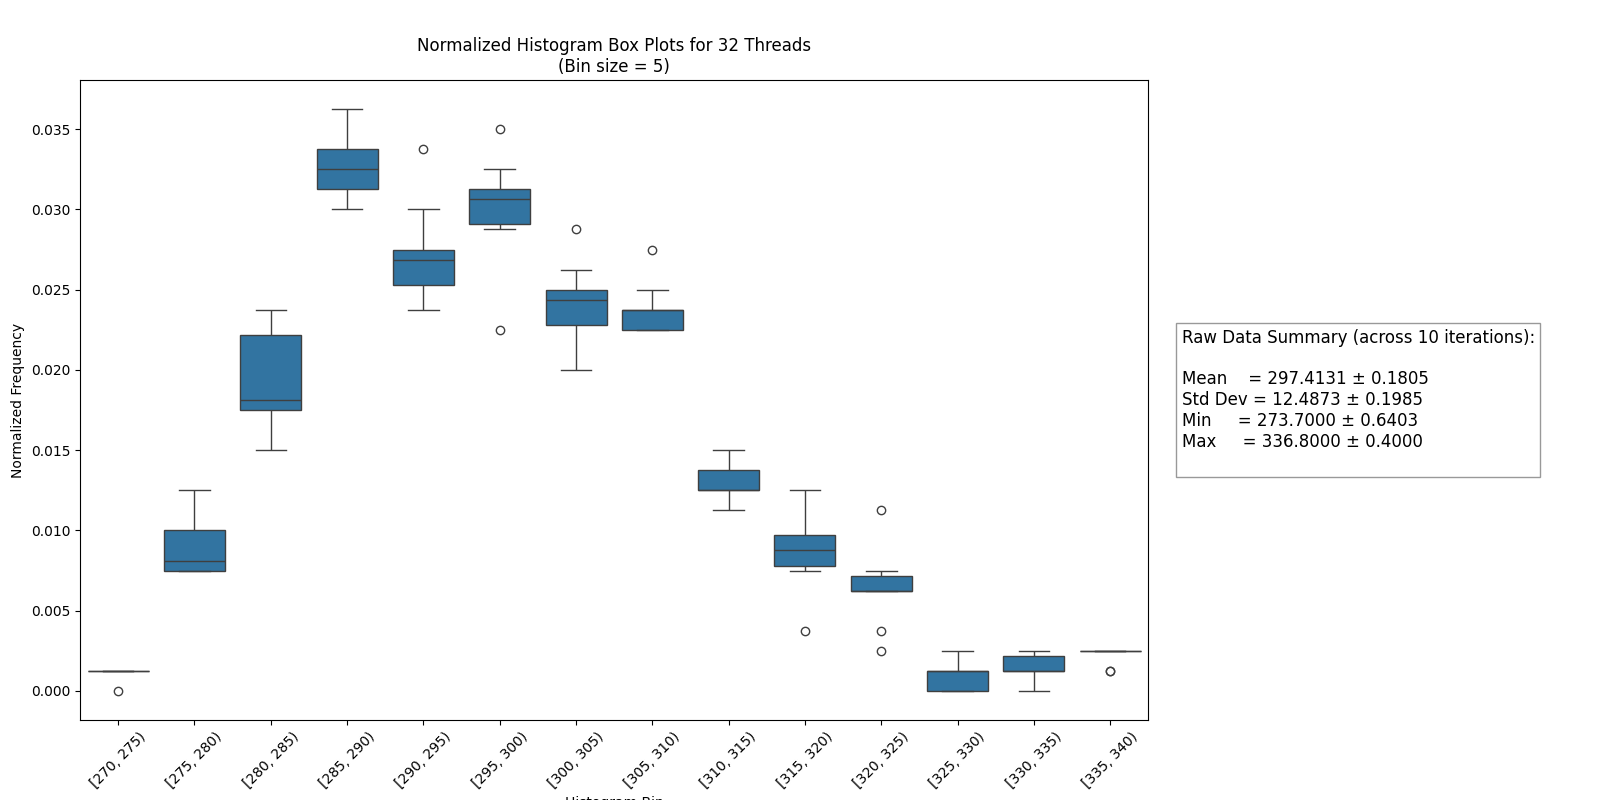 Normalized Histogram Box Plots for 32 Threads
(Bin size = 5)
Normalized Frequency
0.035
0.030
0.025
0.020
0.015
0.010
0.005
0.000
[270, 275)
[275, 280)
[280, 285)
[285, 290)
[290, 295)
[295, 300)
[300, 305)
[305, 310)
[310, 315)
[315, 320)
[320, 325)
[325, 330)
[330, 335)
[335, 340)
Histogram Bin
Raw Data Summary (across 10 iterations):
Mean = 297.4131 ± 0.1805
Std Dev = 12.4873 ± 0.1985
Min = 273.7000 ± 0.6403
Max = 336.8000 ± 0.4000